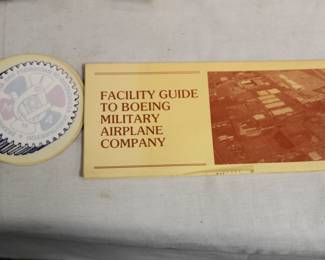 FACILITY GUIDE
TO BOEING
MILITARY
AIRPLANE
COMPANY